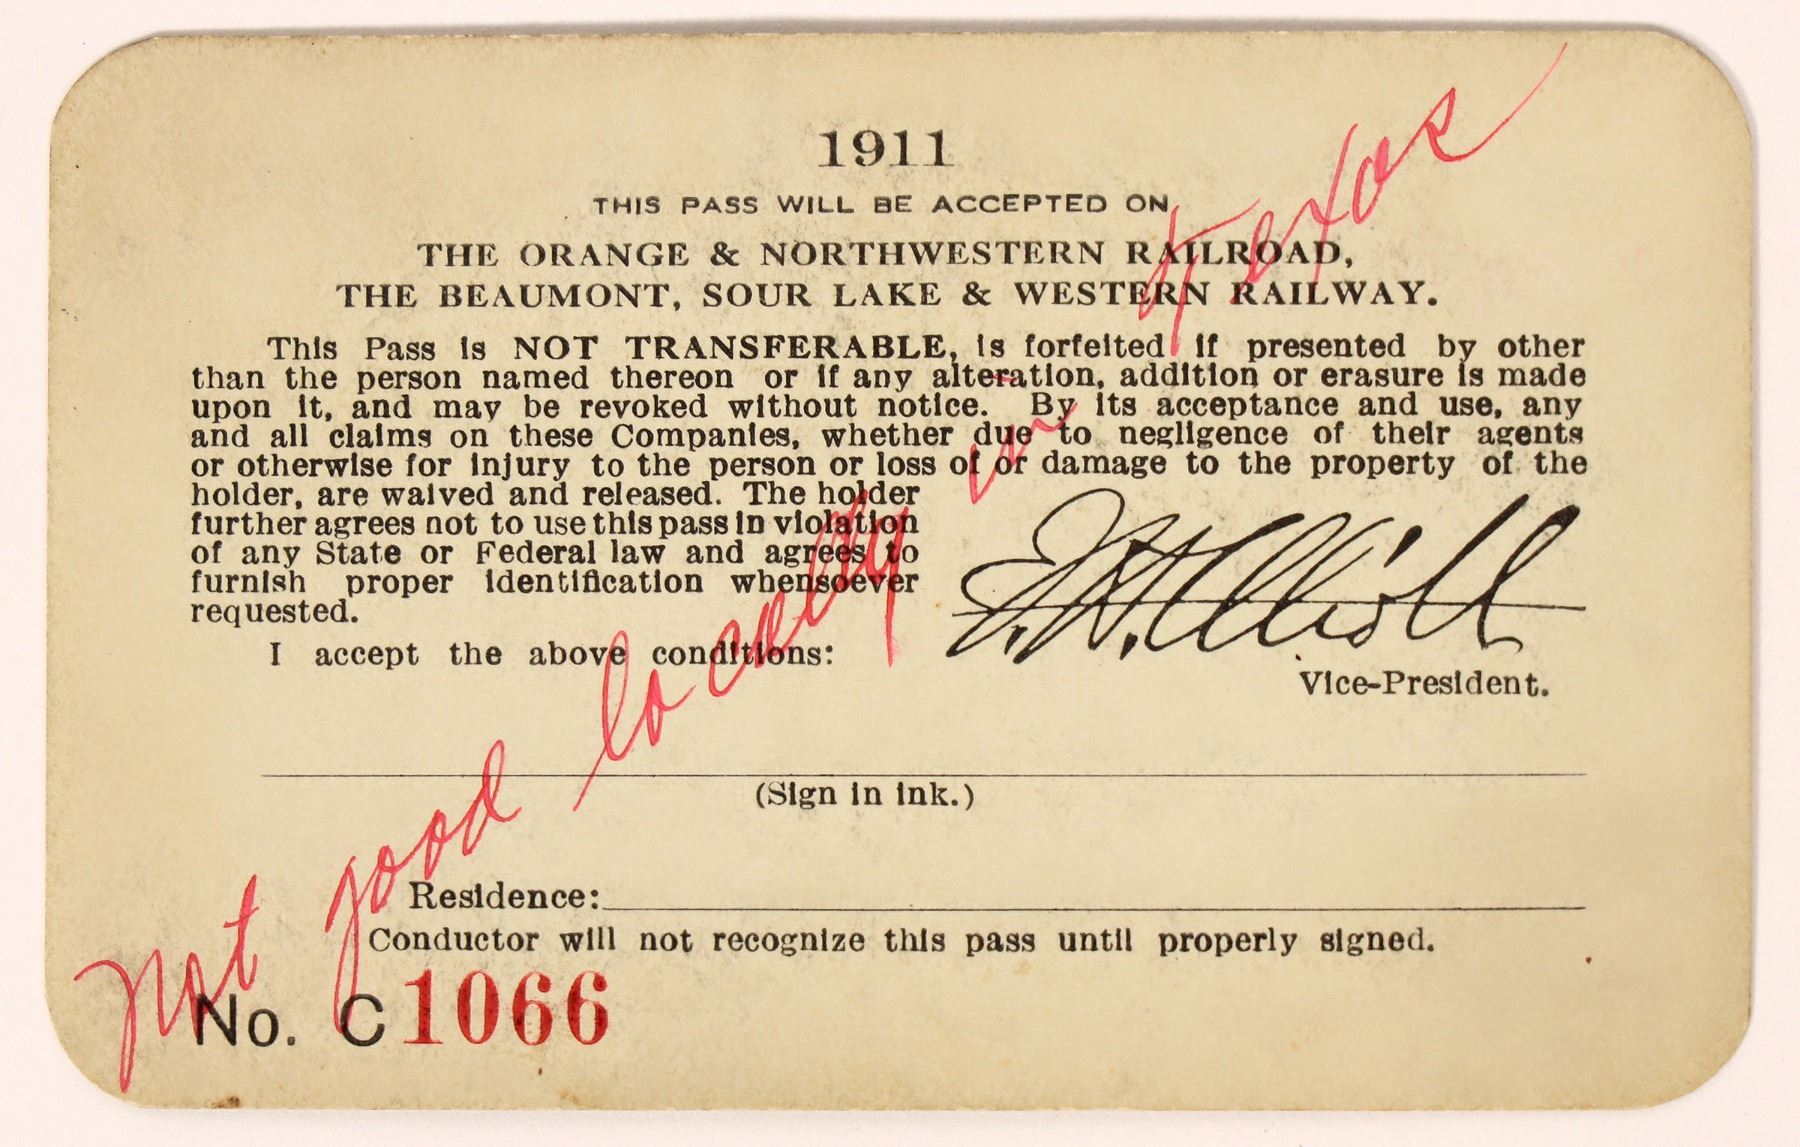 1911
THIS PASS WILL BE ACCEPTED ON
THE ORANGE & NORTHWESTERN RAILROAD,
THE BEAUMONT, SOUR LAKE & WESTERN RAILWAY.
This Pass is NOT TRANSFERABLE, is forfeited if presented by other
than the person named thereon or if any alteration, addition or erasure is made
upon it, and may be revoked without notice. By its acceptance and use, any
and all claims on these Companies, whether due to negligence of their agents
or otherwise for injury to the person or loss of or damage to the property of the
holder, are waived and released. The holder
further agrees not to use this pass in violation
of any State or Federal law and agrees to
furnish proper identification whensoever
requested.
I accept the above conditions:
Elliott
Vice-President.
(Sign in ink.)
Residence:
Conductor will not recognize this pass until properly signed.
No. C 1066
Not good locally in Texas